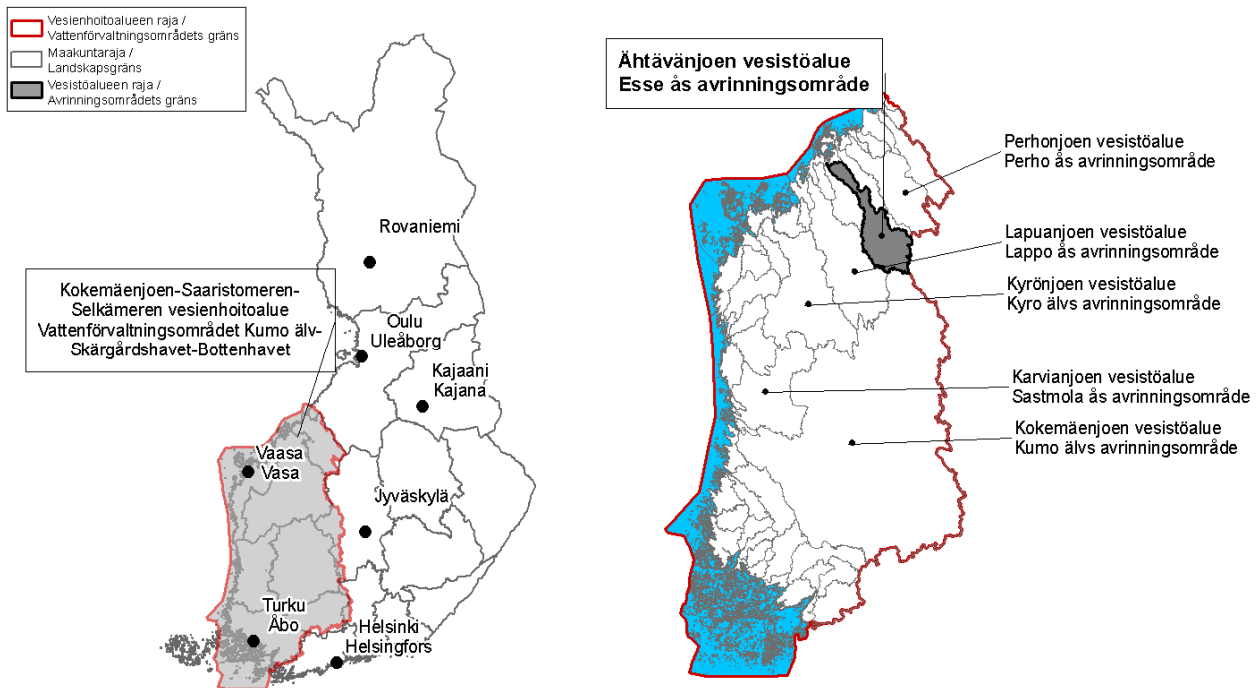 Vesienhoitoalueen raja /
Vattenförvaltningsområdets gräns
Maakuntaraja /
Landskapsgräns
Vesistöalueen raja /
Avrinningsområdets gräns
Rovaniemi
Kokemäenjoen-Saaristomeren-
Selkämeren vesienhoitoalue
Vattenförvaltningsområdet Kumo älv-
Skärgårdshavet-Bottenhavet
Oulu
Uleåborg
Kajaani
Kajana
Vaasa
Vasa
Jyväskylä
Turku
Åbo
Helsinki
Helsingfors
Ähtävänjoen vesistöalue
Esse ås avrinningsområde
Perhonjoen vesistöalue
Perho ås avrinningsområde
Lapuanjoen vesistöalue
Lappo ås avrinningsområde
Kyrönjoen vesistöalue
Kyro älvs avrinningsområde
Karvianjoen vesistöalue
Sastmola ås avrinningsområde
Kokemäenjoen vesistöalue
Kumo älvs avrinningsområde